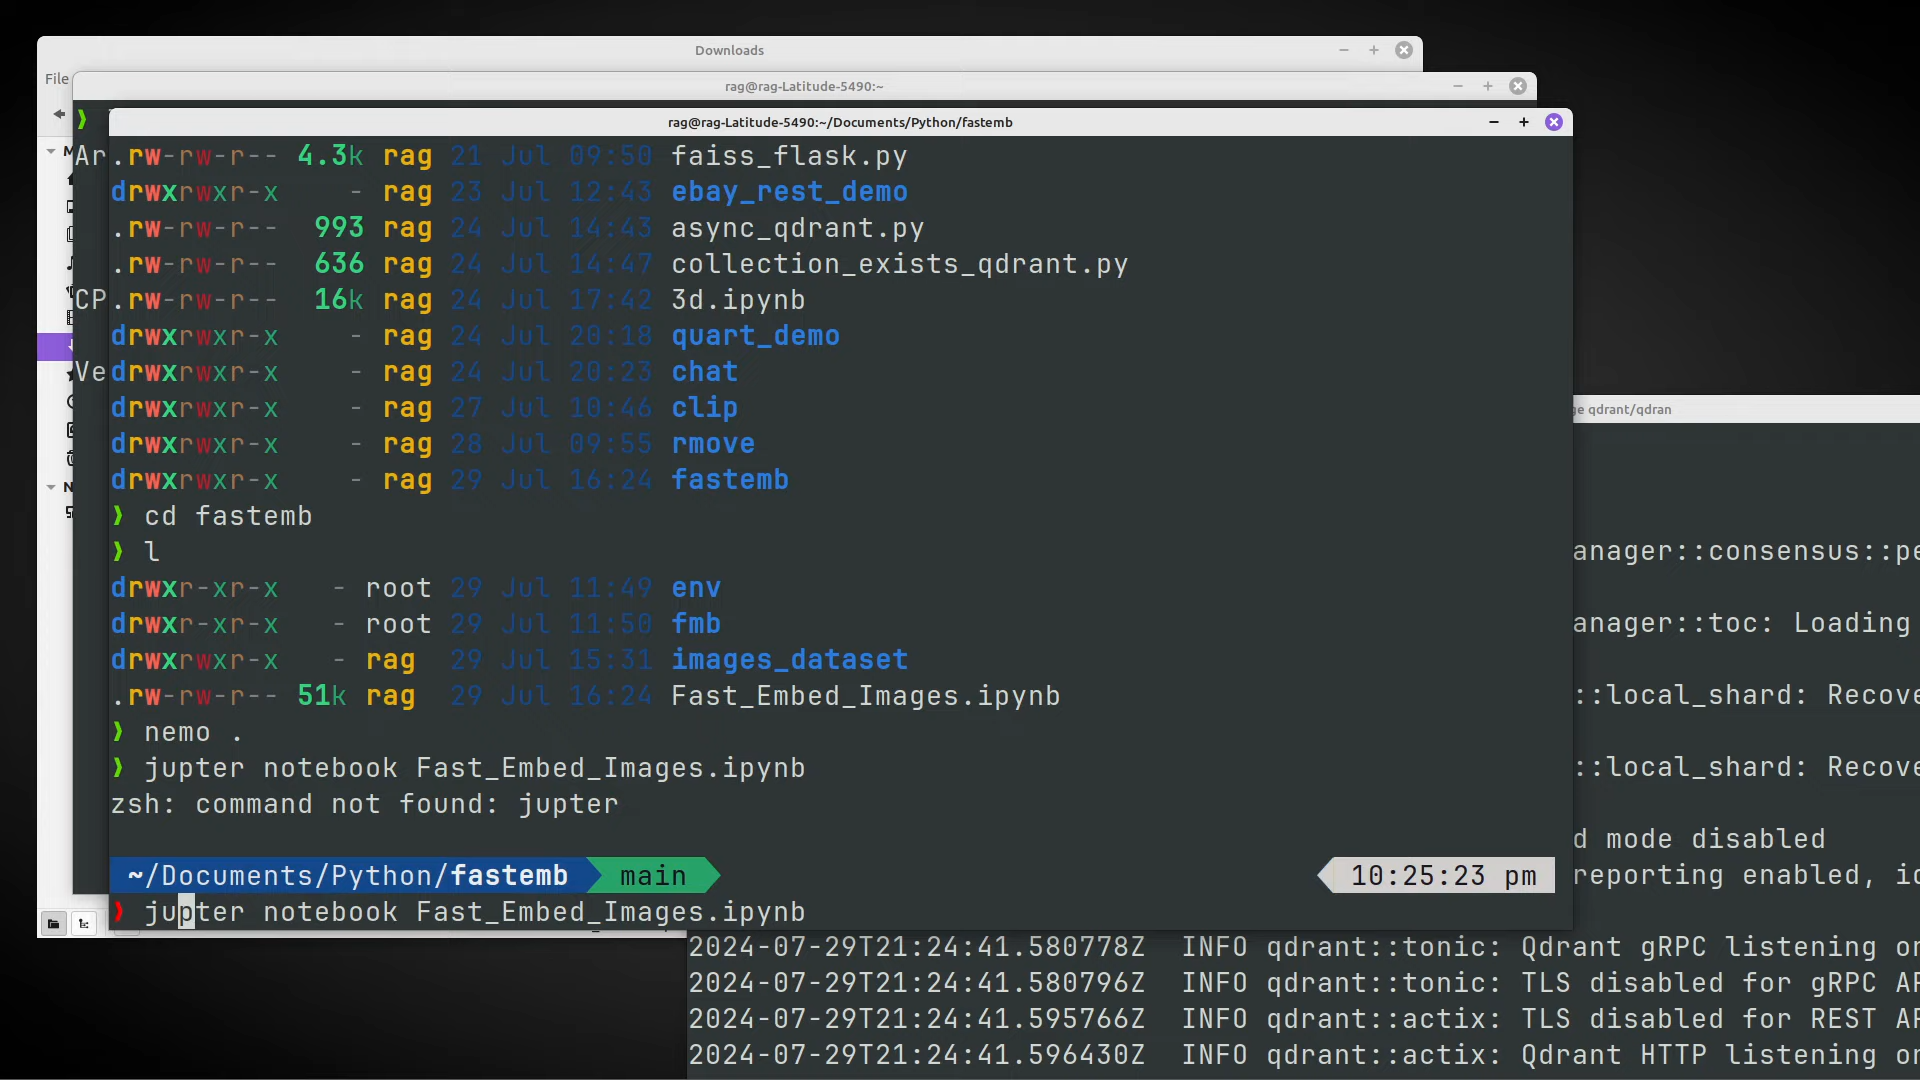 Downloads
File
rag@rag-Latitude-5490:~
rag@rag-Latitude-5490:~/Documents/Python/fastemb
Ar
.rw-rw-r-- 4.3k rag 21 Jul 09:50 faiss_flask.py
drwxrwxr-x - rag 23 Jul 12:43 ebay_rest_demo
.rw-rw-r-- 993 rag 24 Jul 14:43 async_qdrant.py
.rw-rw-r-- 636 rag 24 Jul 14:47 collection_exists_qdrant.py
CP
.rw-rw-r-- 16k rag 24 Jul 17:42 3d.ipynb
drwxrwxr-x - rag 24 Jul 20:18 quart_demo
Ve
drwxrwxr-x - rag 24 Jul 20:23 chat
drwxrwxr-x - rag 27 Jul 10:46 clip
drwxrwxr-x - rag 28 Jul 09:55 rmove
drwxrwxr-x - rag 29 Jul 16:24 fastemb
❱ cd fastemb
❱ l
drwxr-xr-x - root 29 Jul 11:49 env
drwxr-xr-x - root 29 Jul 11:50 fmb
drwxrwxr-x - rag 29 Jul 15:31 images_dataset
.rw-rw-r-- 51k rag 29 Jul 16:24 Fast_Embed_Images.ipynb
❱ nemo .
❱ jupter notebook Fast_Embed_Images.ipynb
zsh: command not found: jupter
~/Documents/Python/fastemb main 10:25:23 pm
❱ jupter notebook Fast_Embed_Images.ipynb
ge qdrant/qdran
anager::consensus::pe
anager::toc: Loading
::local_shard: Recove
::local_shard: Recove
d mode disabled
reporting enabled, id
2024-07-29T21:24:41.580778Z INFO qdrant::tonic: Qdrant gRPC listening on
2024-07-29T21:24:41.580796Z INFO qdrant::tonic: TLS disabled for gRPC AP
2024-07-29T21:24:41.595766Z INFO qdrant::actix: TLS disabled for REST AP
2024-07-29T21:24:41.596430Z INFO qdrant::actix: Qdrant HTTP listening on